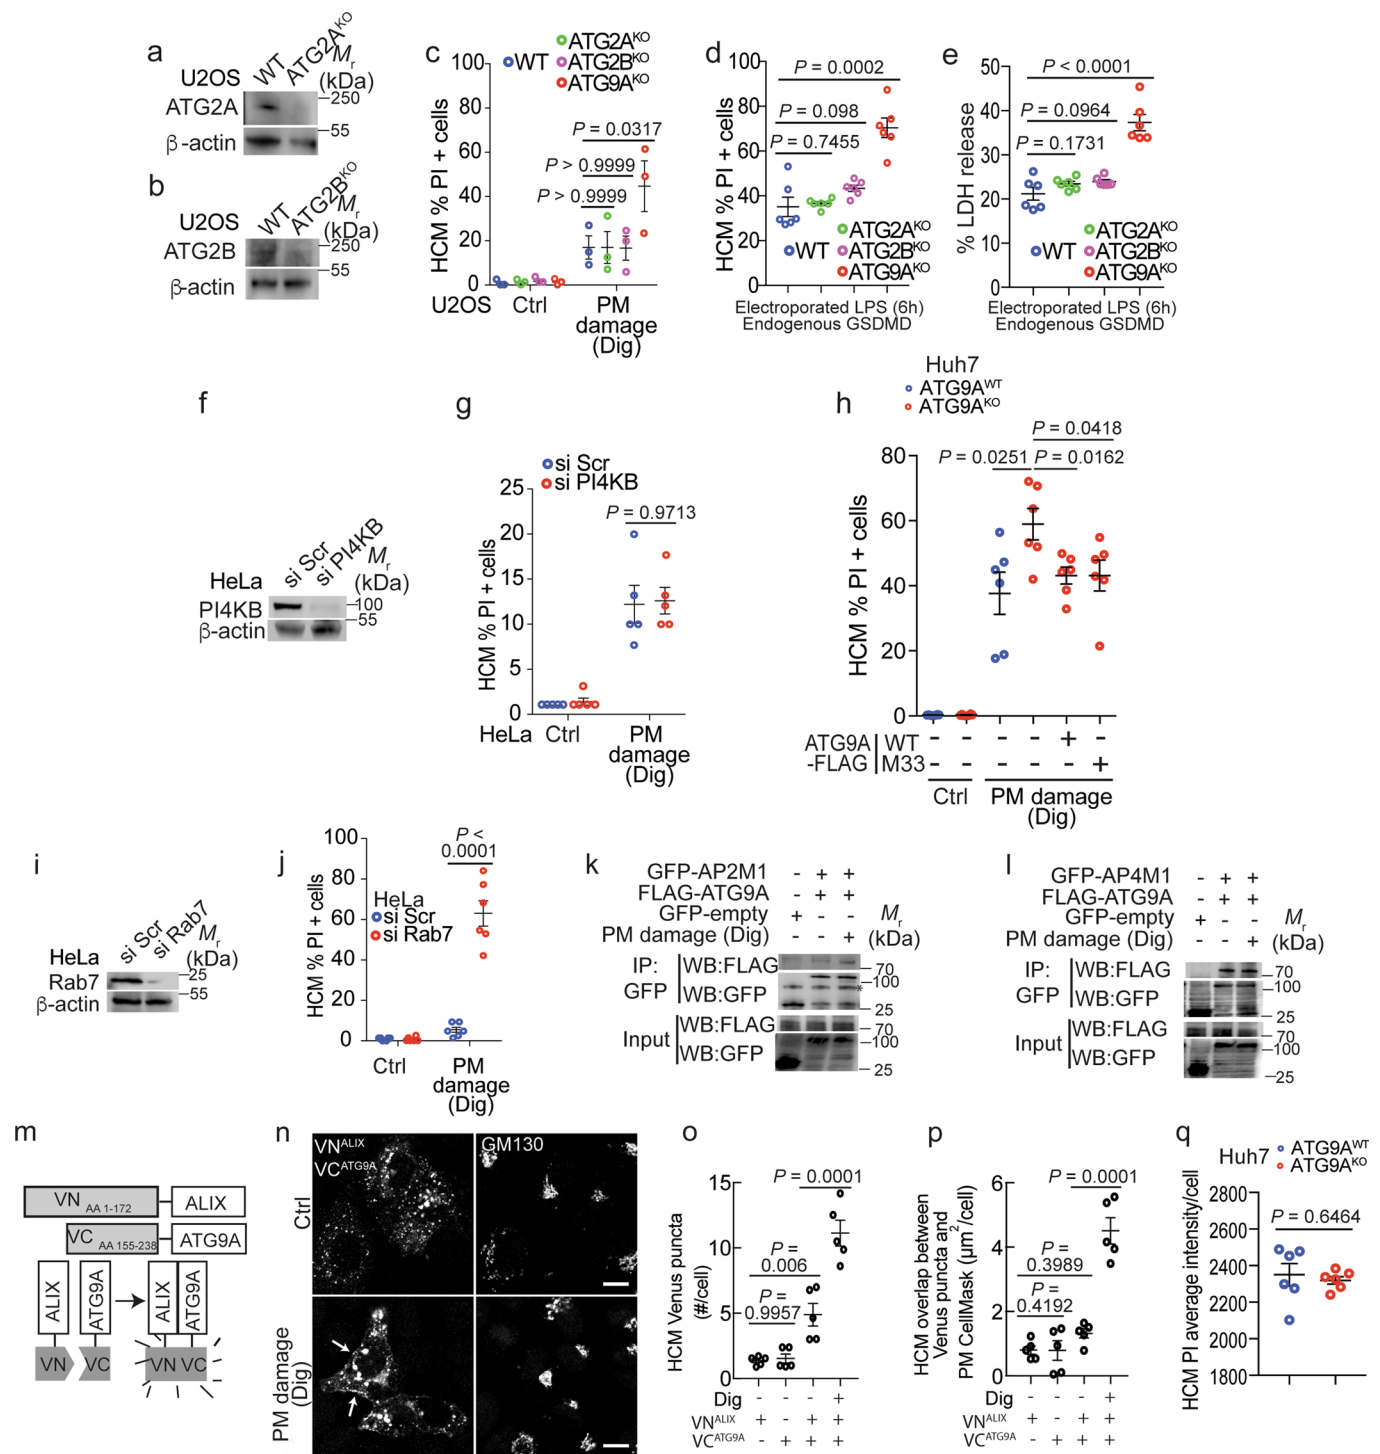 a
WT
ATG2A^KO
U2OS
M_r
(kDa)
ATG2A
250
55
β-actin
b
WT
ATG2B^KO
U2OS
M_r
(kDa)
ATG2B
250
55
β-actin
c
WT
ATG2A^KO
ATG2B^KO
ATG9A^KO
HCM % PI + cells
100
80
60
40
20
0
P = 0.0317
P > 0.9999
P > 0.9999
U2OS
Ctrl
PM
damage
(Dig)
d
HCM % PI + cells
100
80
60
40
20
0
P = 0.0002
P = 0.098
P = 0.7455
WT
ATG2A^KO
ATG2B^KO
ATG9A^KO
Electroporated LPS (6h)
Endogenous GSDMD
e
% LDH release
50
40
30
20
10
0
P < 0.0001
P = 0.0964
P = 0.1731
WT
ATG2A^KO
ATG2B^KO
ATG9A^KO
Electroporated LPS (6h)
Endogenous GSDMD
f
si Scr
si PI4KB
HeLa
M_r
(kDa)
PI4KB
100
55
β-actin
g
si Scr
si PI4KB
HCM % PI + cells
25
20
15
10
5
0
P = 0.9713
HeLa
Ctrl
PM
damage
(Dig)
h
Huh7
ATG9A^WT
ATG9A^KO
HCM % PI + cells
80
60
40
20
0
P = 0.0418
P = 0.0251
P = 0.0162
ATG9A
-FLAG
WT - - - - + -
M33 - - - - - +
Ctrl
PM damage
(Dig)
i
si Scr
si Rab7
HeLa
M_r
(kDa)
Rab7
25
55
β-actin
j
HCM % PI + cells
100
80
60
40
20
0
P <
0.0001
HeLa
si Scr
si Rab7
Ctrl
PM
damage
(Dig)
k
GFP-AP2M1 - + +
FLAG-ATG9A - + +
GFP-empty + - -
PM damage (Dig) - - +
M_r
(kDa)
IP:
GFP
WB:FLAG
70
100
WB:GFP
*
25
Input
WB:FLAG
70
100
WB:GFP
25
l
GFP-AP4M1 - + +
FLAG-ATG9A - + +
GFP-empty + - -
PM damage (Dig) - - +
M_r
(kDa)
IP:
GFP
WB:FLAG
70
100
WB:GFP
25
Input
WB:FLAG
70
100
WB:GFP
25
m
VN AA 1-172
ALIX
VC AA 155-238
ATG9A
ALIX
ATG9A
ALIX
ATG9A
VN
VC
VN VC
n
VN^ALIX
VC^ATG9A
GM130
Ctrl
PM damage
(Dig)
o
HCM Venus puncta
(#/cell)
15
10
5
0
P = 0.0001
P =
0.006
P =
0.9957
Dig - - - +
VN^ALIX + - + +
VC^ATG9A - + + +
p
HCM overlap between
Venus puncta and
PM CellMask (μm²/cell)
6
4
2
0
P = 0.0001
P =
0.3989
P =
0.4192
Dig - - - +
VN^ALIX + - + +
VC^ATG9A - + + +
q
Huh7
ATG9A^WT
ATG9A^KO
HCM PI average intensity/cell
2800
2600
2400
2200
2000
1800
P = 0.6464